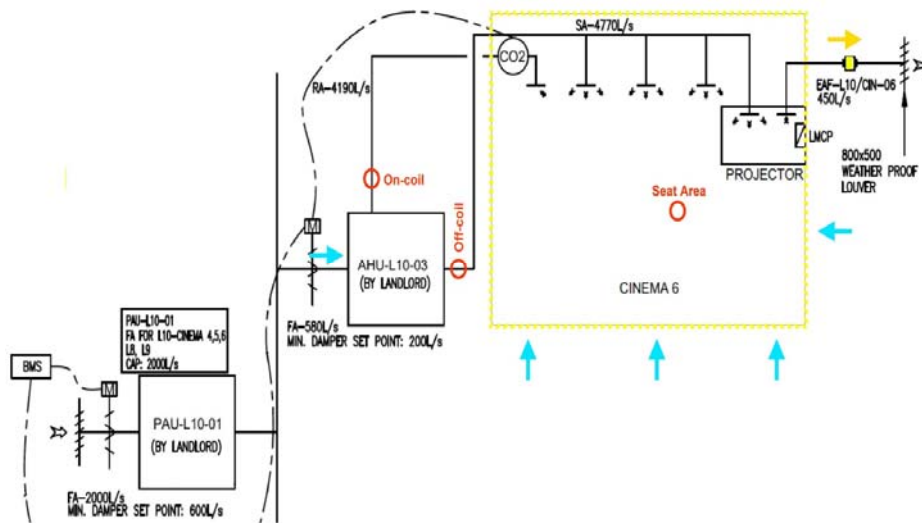 SA-4770L/s
CO2
RA-4190L/s
EAF-L10/CIN-06
450L/s
LMCP
800x500
WEATHER PROOF
LOUVER
PROJECTOR
On-coil
Seat Area
Off-coil
M
AHU-L10-03
(BY LANDLORD)
CINEMA 6
FA-580L/s
MIN. DAMPER SET POINT: 200L/s
PAU-L10-01
FA FOR L10-CINEMA 4,5,6
L8, L9
CAP: 2000L/s
BMS
M
PAU-L10-01
(BY LANDLORD)
FA-2000L/s
MIN. DAMPER SET POINT: 600L/s